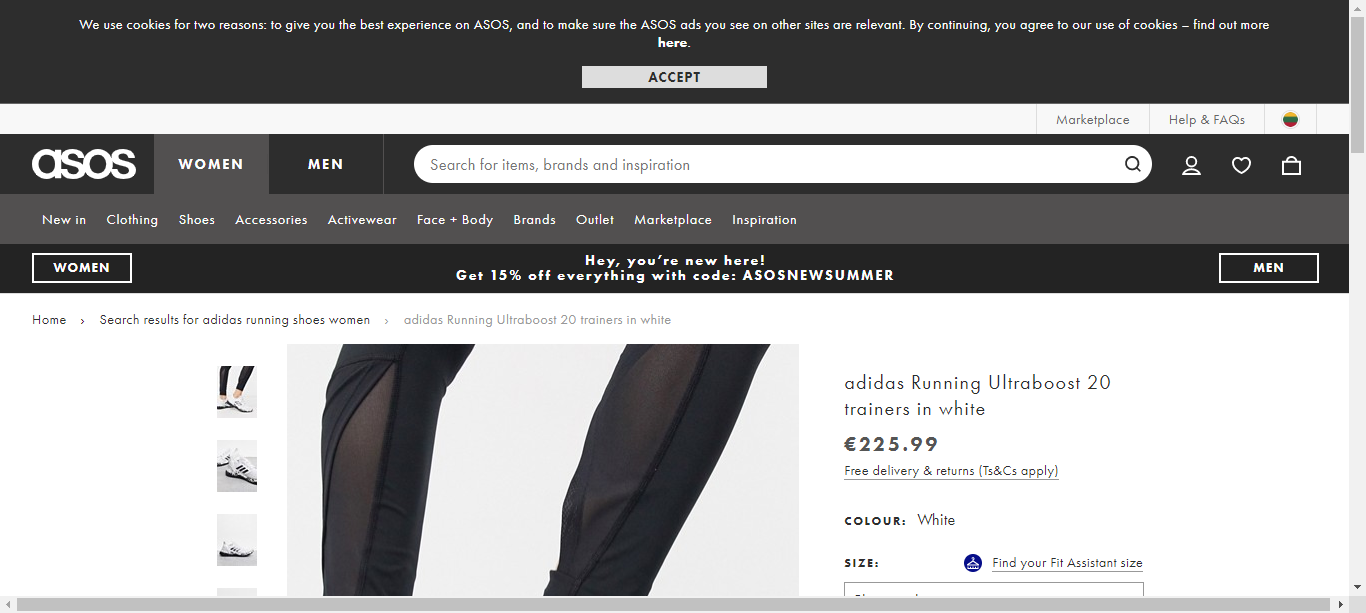 We use cookies for two reasons: to give you the best experience on ASOS, and to make sure the ASOS ads you see on other sites are relevant. By continuing, you agree to our use of cookies – find out more
here.
ACCEPT
Marketplace
Help & FAQs
asos
WOMEN
MEN
Search for items, brands and inspiration
New in
Clothing
Shoes
Accessories
Activewear
Face + Body
Brands
Outlet
Marketplace
Inspiration
WOMEN
Hey, you're new here!
Get 15% off everything with code: ASOSNEWSUMMER
MEN
Home › Search results for adidas running shoes women › adidas Running Ultraboost 20 trainers in white
adidas Running Ultraboost 20
trainers in white
€225.99
Free delivery & returns (Ts&Cs apply)
COLOUR: White
SIZE:
Find your Fit Assistant size